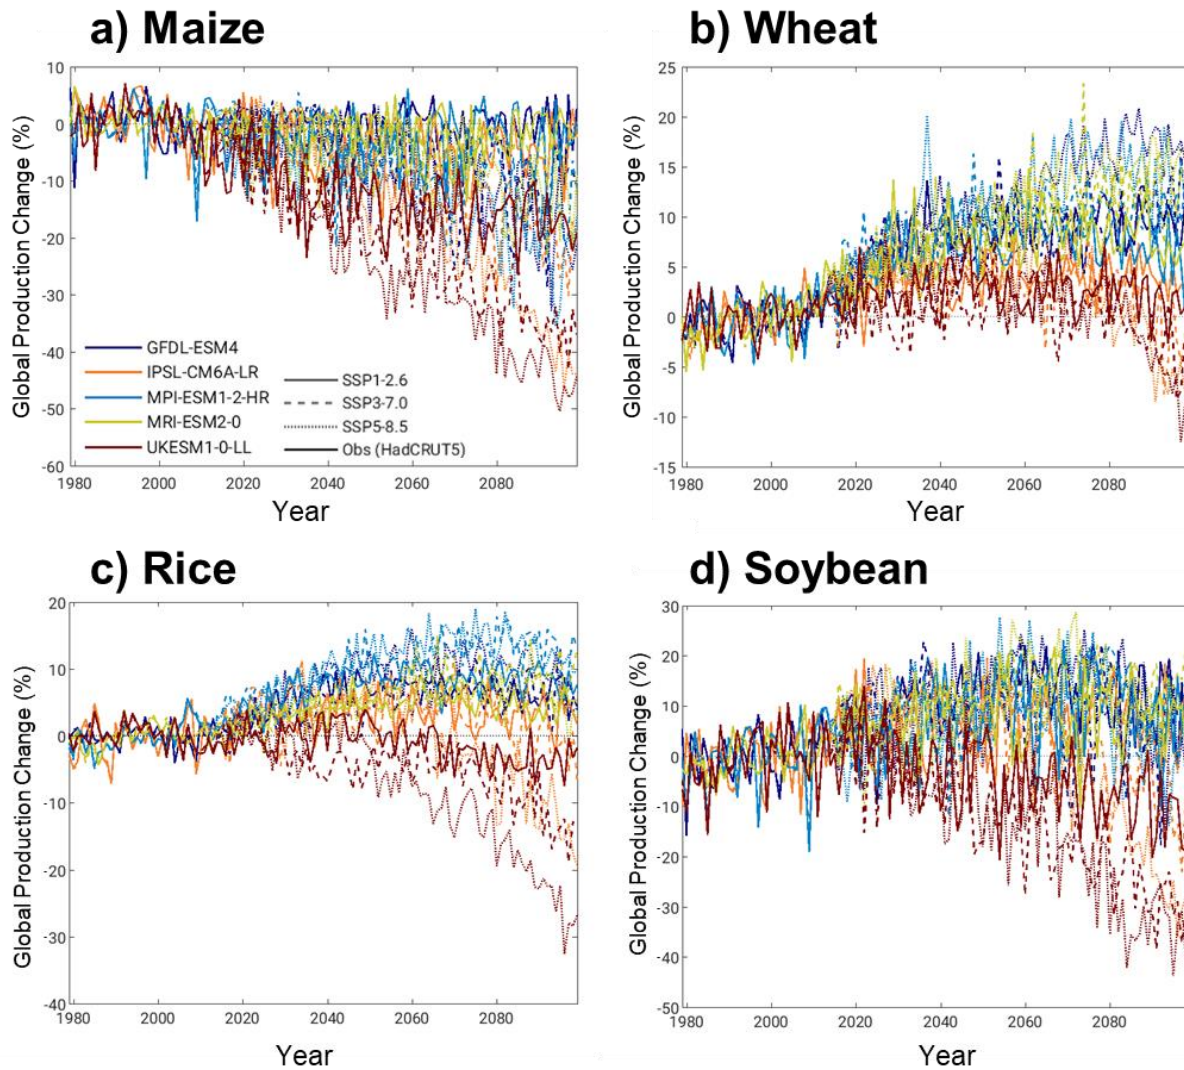 a) Maize
b) Wheat
Global Production Change (%)
10
0
-10
-20
-30
-40
-50
-60
GFDL-ESM4
IPSL-CM6A-LR
MPI-ESM1-2-HR
MRI-ESM2-0
UKESM1-0-LL
SSP1-2.6
SSP3-7.0
SSP5-8.5
Obs (HadCRUT5)
1980 2000 2020 2040 2060 2080
Year
Global Production Change (%)
25
20
15
10
5
0
-5
-10
-15
1980 2000 2020 2040 2060 2080
Year
c) Rice
d) Soybean
Global Production Change (%)
20
10
0
-10
-20
-30
-40
1980 2000 2020 2040 2060 2080
Year
Global Production Change (%)
30
20
10
0
-10
-20
-30
-40
-50
1980 2000 2020 2040 2060 2080
Year